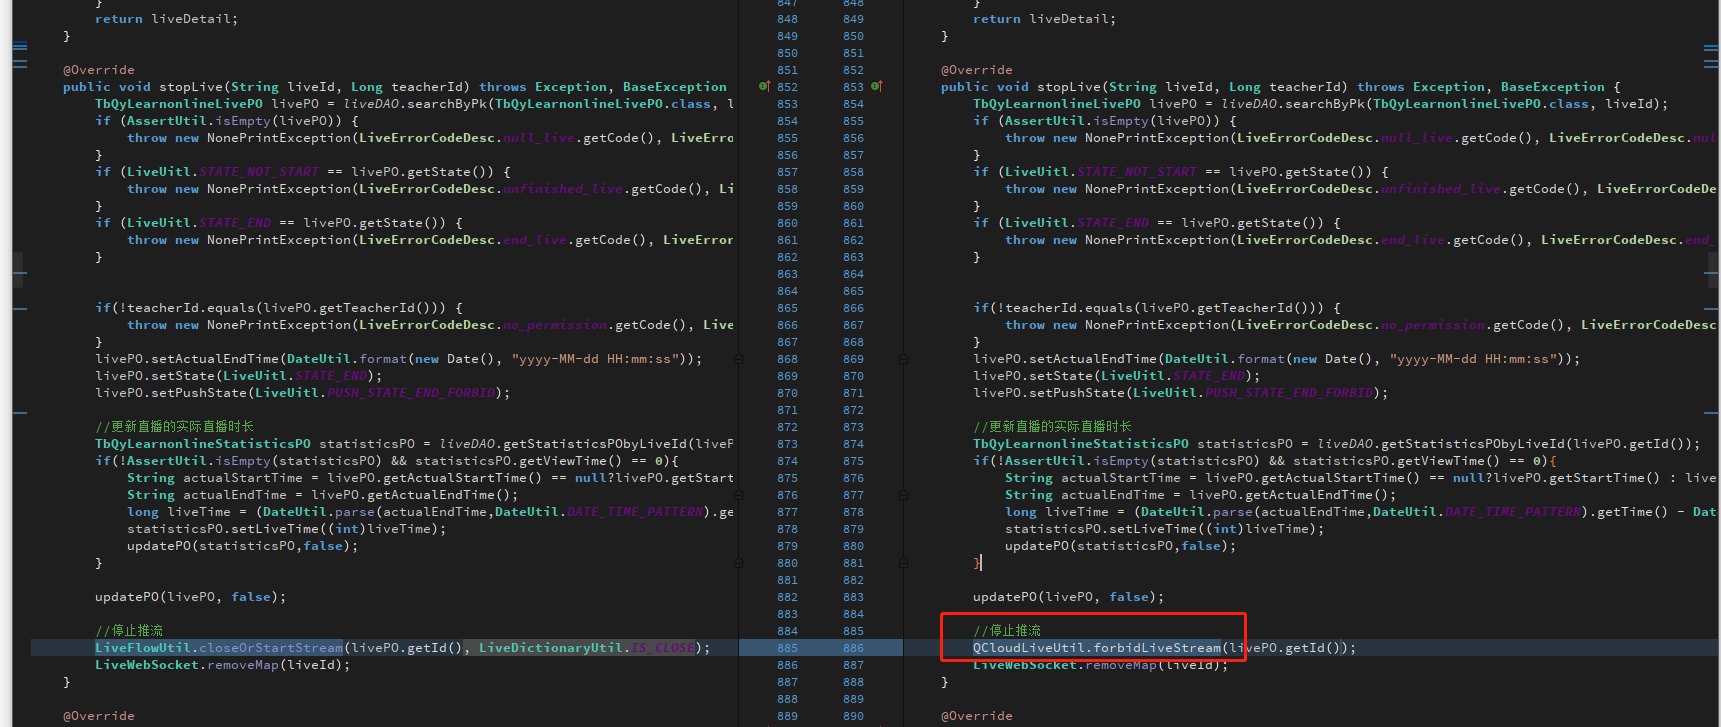 }
return liveDetail;
}
@Override
public void stopLive(String liveId, Long teacherId) throws Exception, BaseException
TbQyLearnonlineLivePO livePO = liveDAO.searchByPk(TbQyLearnonlineLivePO.class, l
if (AssertUtil.isEmpty(livePO)) {
throw new NonePrintException(LiveErrorCodeDesc.null_live.getCode(), LiveErro
}
if (LiveUitl.STATE_NOT_START == livePO.getState()) {
throw new NonePrintException(LiveErrorCodeDesc.unfinished_live.getCode(), Li
}
if (LiveUitl.STATE_END == livePO.getState()) {
throw new NonePrintException(LiveErrorCodeDesc.end_live.getCode(), LiveError
}
if(!teacherId.equals(livePO.getTeacherId())) {
throw new NonePrintException(LiveErrorCodeDesc.no_permission.getCode(), Live
}
livePO.setActualEndTime(DateUtil.format(new Date(), "yyyy-MM-dd HH:mm:ss"));
livePO.setState(LiveUitl.STATE_END);
livePO.setPushState(LiveUitl.PUSH_STATE_END_FORBID);
//更新直播的实际直播时长
TbQyLearnonlineStatisticsPO statisticsPO = liveDAO.getStatisticsPObyLiveId(liveP
if(!AssertUtil.isEmpty(statisticsPO) && statisticsPO.getViewTime() == 0){
String actualStartTime = livePO.getActualStartTime() == null?livePO.getStart
String actualEndTime = livePO.getActualEndTime();
long liveTime = (DateUtil.parse(actualEndTime,DateUtil.DATE_TIME_PATTERN).ge
statisticsPO.setLiveTime((int)liveTime);
updatePO(statisticsPO,false);
}
updatePO(livePO, false);
//停止推流
LiveFlowUtil.closeOrStartStream(livePO.getId(), LiveDictionaryUtil.IS_CLOSE);
LiveWebSocket.removeMap(liveId);
}
@Override
847 848
848 849
849 850
850 851
851 852
852 853
853 854
854 855
855 856
856 857
857 858
858 859
859 860
860 861
861 862
862 863
863 864
864 865
865 866
866 867
867 868
868 869
869 870
870 871
871 872
872 873
873 874
874 875
875 876
876 877
877 878
878 879
879 880
880 881
881 882
882 883
883 884
884 885
885 886
886 887
887 888
888 889
889 890
}
return liveDetail;
}
@Override
public void stopLive(String liveId, Long teacherId) throws Exception, BaseException {
TbQyLearnonlineLivePO livePO = liveDAO.searchByPk(TbQyLearnonlineLivePO.class, liveId);
if (AssertUtil.isEmpty(livePO)) {
throw new NonePrintException(LiveErrorCodeDesc.null_live.getCode(), LiveErrorCodeDesc.nul
}
if (LiveUitl.STATE_NOT_START == livePO.getState()) {
throw new NonePrintException(LiveErrorCodeDesc.unfinished_live.getCode(), LiveErrorCodeDe
}
if (LiveUitl.STATE_END == livePO.getState()) {
throw new NonePrintException(LiveErrorCodeDesc.end_live.getCode(), LiveErrorCodeDesc.end_
}
if(!teacherId.equals(livePO.getTeacherId())) {
throw new NonePrintException(LiveErrorCodeDesc.no_permission.getCode(), LiveErrorCodeDesc
}
livePO.setActualEndTime(DateUtil.format(new Date(), "yyyy-MM-dd HH:mm:ss"));
livePO.setState(LiveUitl.STATE_END);
livePO.setPushState(LiveUitl.PUSH_STATE_END_FORBID);
//更新直播的实际直播时长
TbQyLearnonlineStatisticsPO statisticsPO = liveDAO.getStatisticsPObyLiveId(livePO.getId());
if(!AssertUtil.isEmpty(statisticsPO) && statisticsPO.getViewTime() == 0){
String actualStartTime = livePO.getActualStartTime() == null?livePO.getStartTime() : live
String actualEndTime = livePO.getActualEndTime();
long liveTime = (DateUtil.parse(actualEndTime,DateUtil.DATE_TIME_PATTERN).getTime() - Dat
statisticsPO.setLiveTime((int)liveTime);
updatePO(statisticsPO,false);
}
updatePO(livePO, false);
//停止推流
QCloudLiveUtil.forbidLiveStream(livePO.getId());
LiveWebSocket.removeMap(liveId);
}
@Override